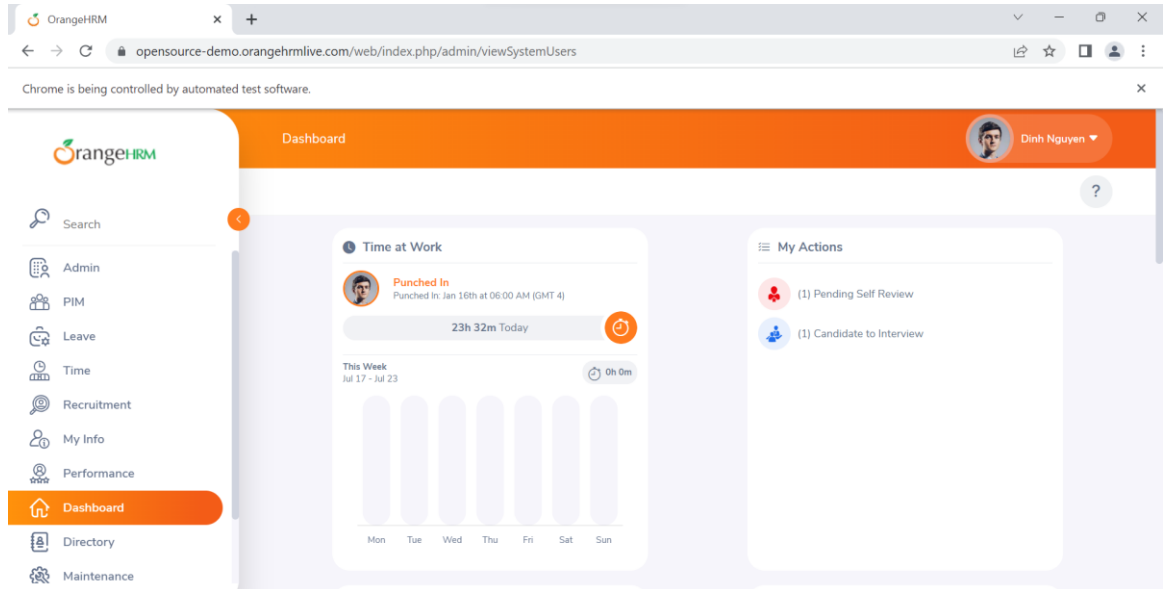 OrangeHRM
opensource-demo.orangehrmlive.com/web/index.php/admin/viewSystemUsers
Chrome is being controlled by automated test software.
OrangeHRM
Search
Admin
PIM
Leave
Time
Recruitment
My Info
Performance
Dashboard
Directory
Maintenance
Dashboard
Dinh Nguyen
?
Time at Work
Punched In
Punched In: Jan 16th at 06:00 AM (GMT 4)
23h 32m Today
This Week
Jul 17 - Jul 23
0h 0m
Mon Tue Wed Thu Fri Sat Sun
My Actions
(1) Pending Self Review
(1) Candidate to Interview